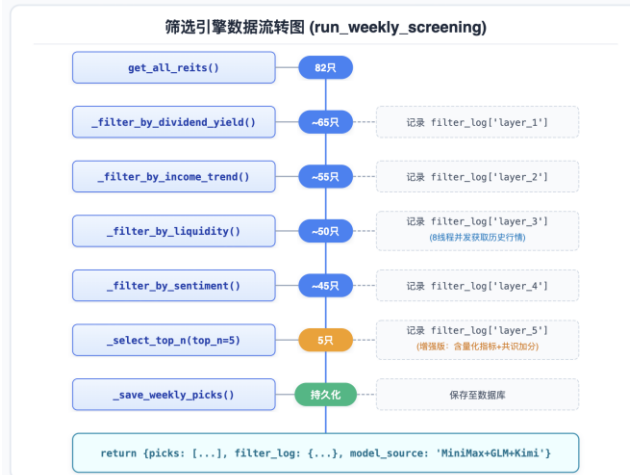 筛选引擎数据流转图 (run_weekly_screening)
get_all_reits() 82只
_filter_by_dividend_yield() ~65只 记录 filter_log['layer_1']
_filter_by_income_trend() ~55只 记录 filter_log['layer_2']
_filter_by_liquidity() ~50只 记录 filter_log['layer_3']
(8线程并发获取历史行情)
_filter_by_sentiment() ~45只 记录 filter_log['layer_4']
_select_top_n(top_n=5) 5只 记录 filter_log['layer_5']
(增强版: 含量化指标+共识加分)
_save_weekly_picks() 持久化 保存至数据库
return {picks: [...], filter_log: {...}, model_source: 'MiniMax+GLM+Kimi'}